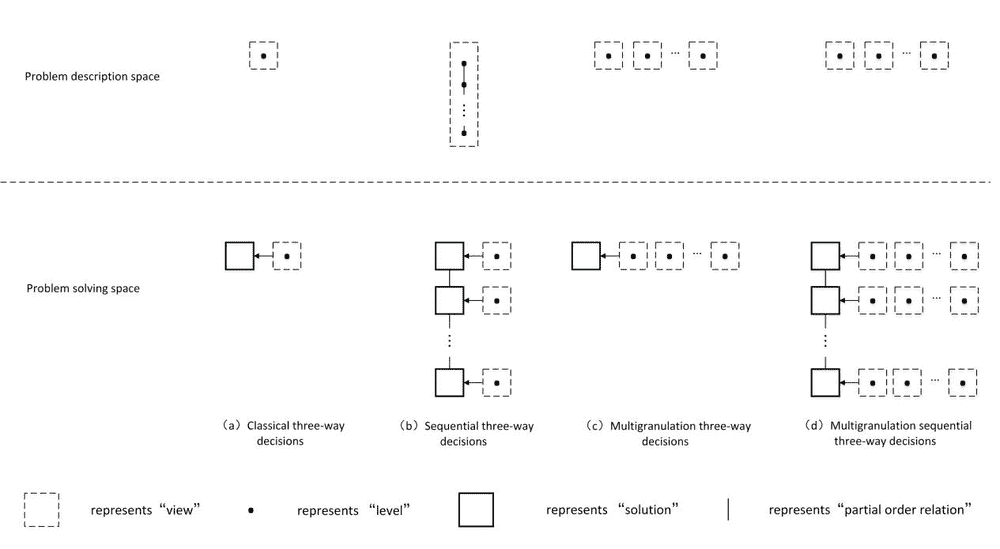 Problem description space
...
...
⋮
Problem solving space
...
...
...
⋮
⋮
...
(a) Classical three-way
decisions
(b) Sequential three-way
decisions
(c) Multigranulation three-way
decisions
(d) Multigranulation sequential
three-way decisions
represents “view”
represents “level”
represents “solution”
represents “partial order relation”